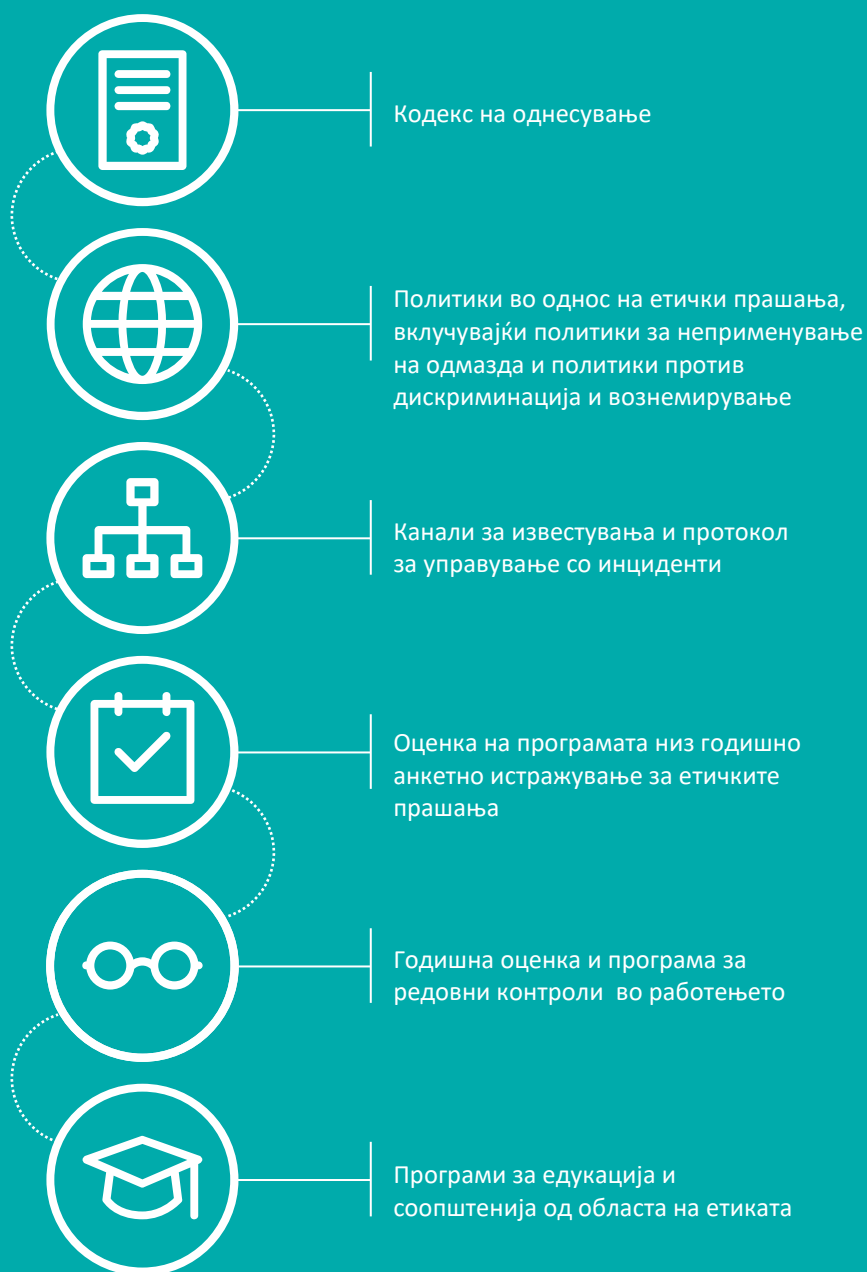 Кодекс на однесување
Политики во однос на етички прашања,
вклучувајќи политики за неприменување
на одмазда и политики против
дискриминација и вознемирување
Канали за известувања и протокол
за управување со инциденти
Оценка на програмата низ годишно
анкетно истражување за етичките
прашања
Годишна оценка и програма за
редовни контроли  во работењето
Програми за едукација и
соопштенија од областа на етиката